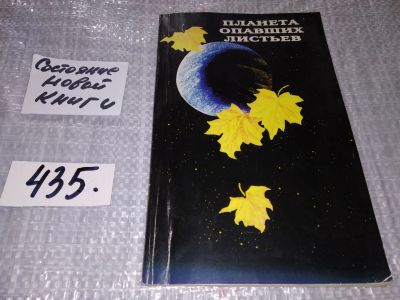 ПЛАНЕТА
ОПАВШИХ
ЛИСТЬЕВ
Состояние
новой
книги
435.